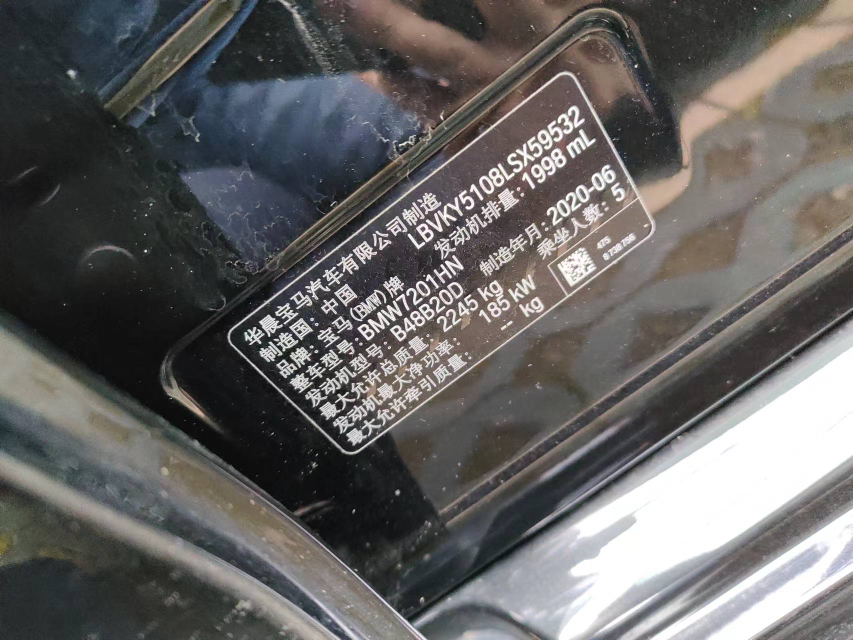 华晨宝马汽车有限公司制造
制造国: 中国 LBVKY5108LSX59532
品牌: 宝马(BMW)牌 发动机排量: 1998 mL
整车型号: BMW7201HN
发动机型号: B48B20D 制造年月: 2020-06
最大允许总质量 2245 kg 乘坐人数: 5
发动机最大净功率: 185 kW
最大允许牵引质量: -- kg
475